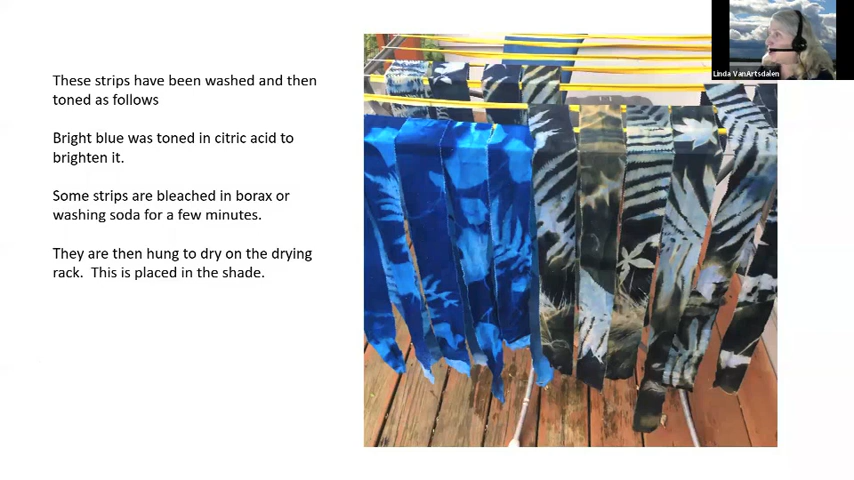 These strips have been washed and then
toned as follows
Bright blue was toned in citric acid to
brighten it.
Some strips are bleached in borax or
washing soda for a few minutes.
They are then hung to dry on the drying
rack.  This is placed in the shade.
Linda VanArtsdalen